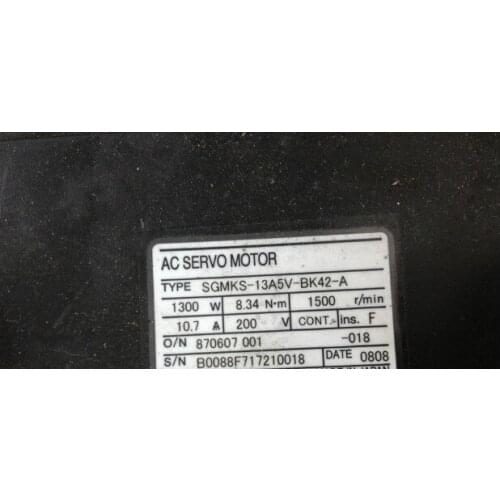 AC SERVO MOTOR
TYPE SGMKS-13A5V-BK42-A
1300 W 8.34 N·m 1500 r/min
10.7 A 200 V CONT. Ins. F
O/N 870607 001 -018
S/N B0088F717210018 DATE 0808